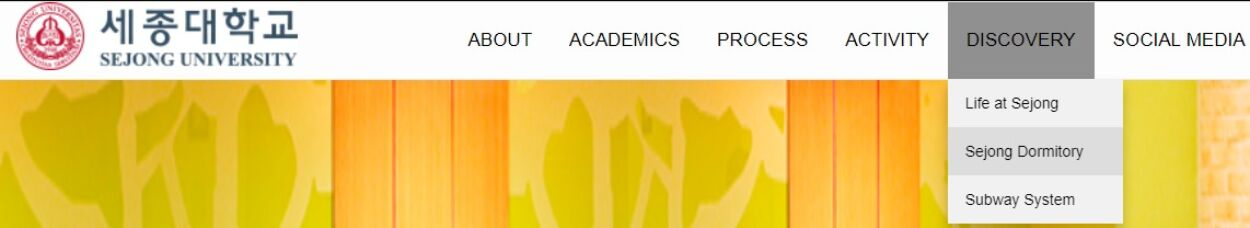 세종대학교
SEJONG UNIVERSITY
ABOUT ACADEMICS PROCESS ACTIVITY DISCOVERY SOCIAL MEDIA
Life at Sejong
Sejong Dormitory
Subway System